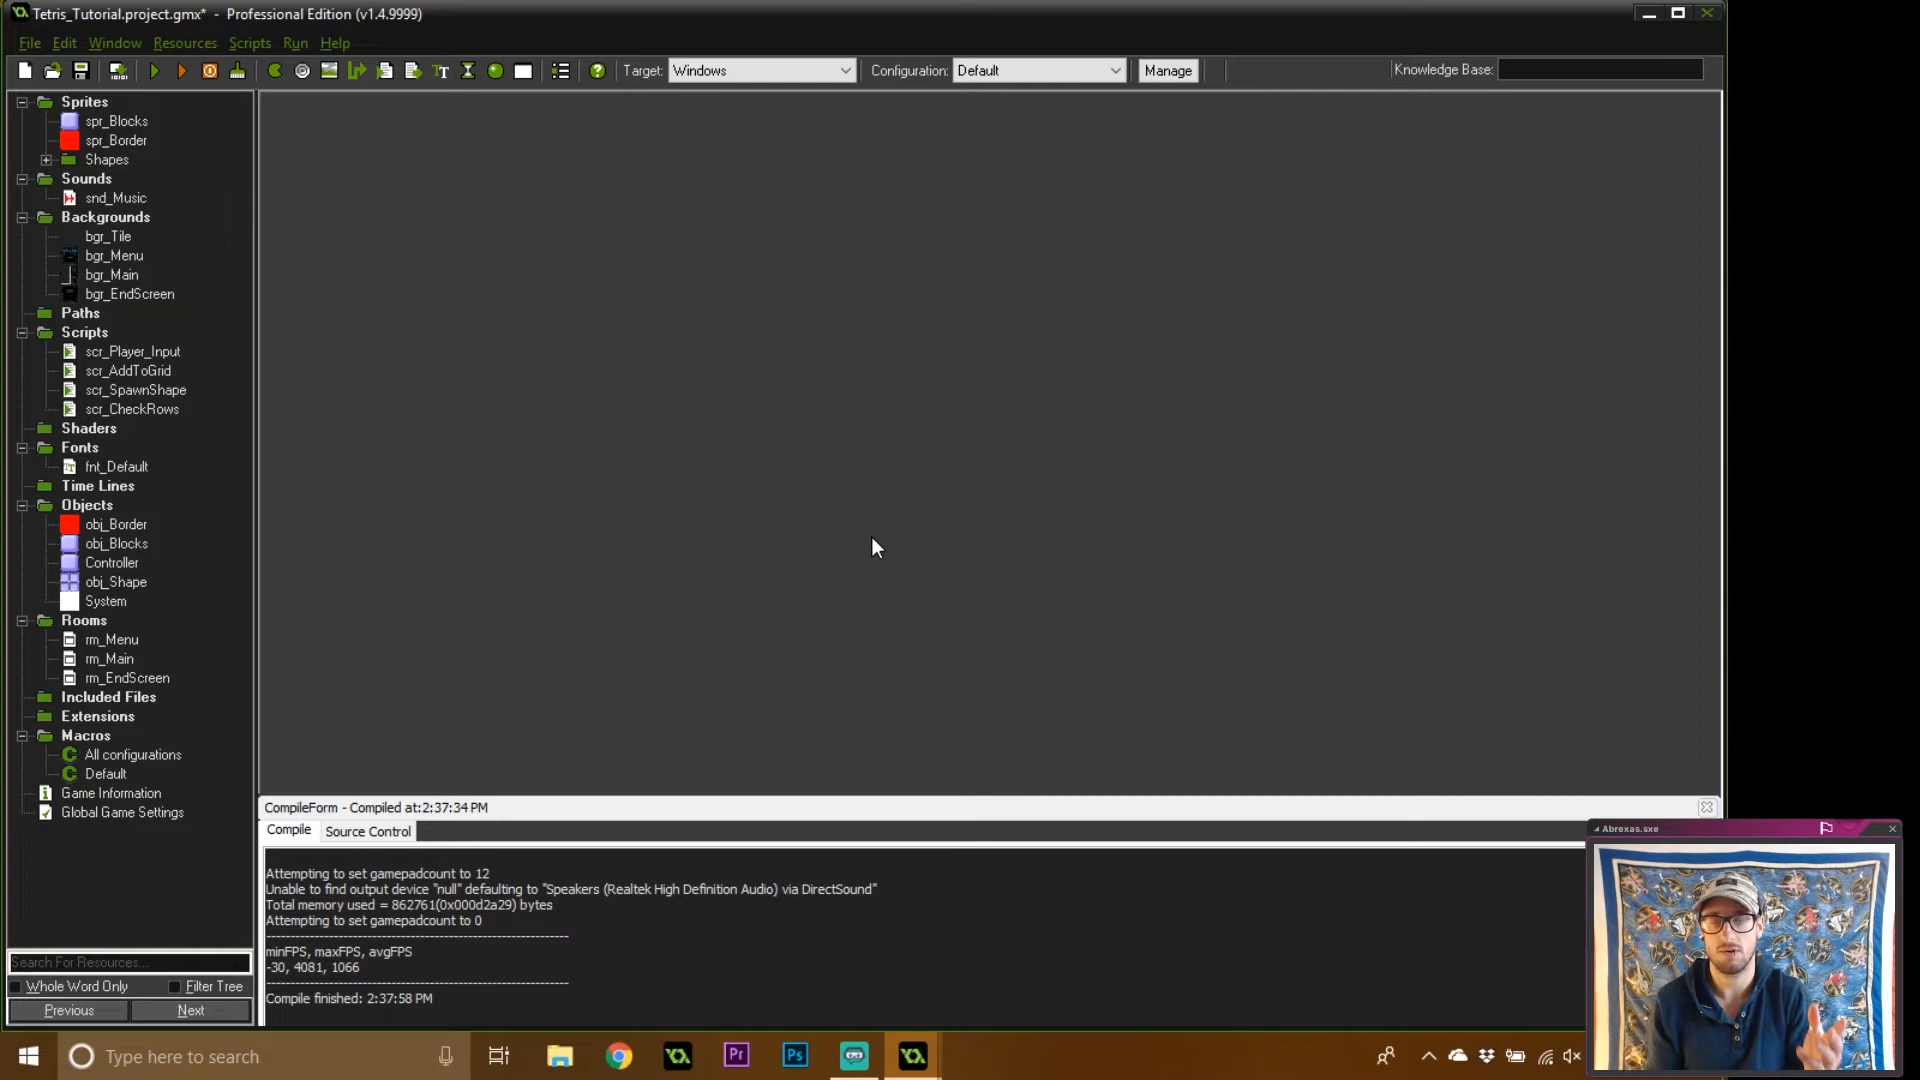 Tetris_Tutorial.project.gmx* - Professional Edition (v1.4.9999)
File Edit Window Resources Scripts Run Help
Target: Windows Configuration: Default Manage Knowledge Base:
Sprites
spr_Blocks
spr_Border
Shapes
Sounds
snd_Music
Backgrounds
bgr_Tile
bgr_Menu
bgr_Main
bgr_EndScreen
Paths
Scripts
scr_Player_Input
scr_AddToGrid
scr_SpawnShape
scr_CheckRows
Shaders
Fonts
fnt_Default
Time Lines
Objects
obj_Border
obj_Blocks
Controller
obj_Shape
System
Rooms
rm_Menu
rm_Main
rm_EndScreen
Included Files
Extensions
Macros
All configurations
Default
Game Information
Global Game Settings
Search For Resources...
Whole Word Only Filter Tree
Previous Next
CompileForm - Compiled at:2:37:34 PM
Compile Source Control
Attempting to set gamepadcount to 12
Unable to find output device "null" defaulting to "Speakers (Realtek High Definition Audio) via DirectSound"
Total memory used = 862761(0x000d2a29) bytes
Attempting to set gamepadcount to 0
minFPS, maxFPS, avgFPS
-30, 4081, 1066
Compile finished: 2:37:58 PM
Abrexas.sxe
Type here to search
Pr
Ps